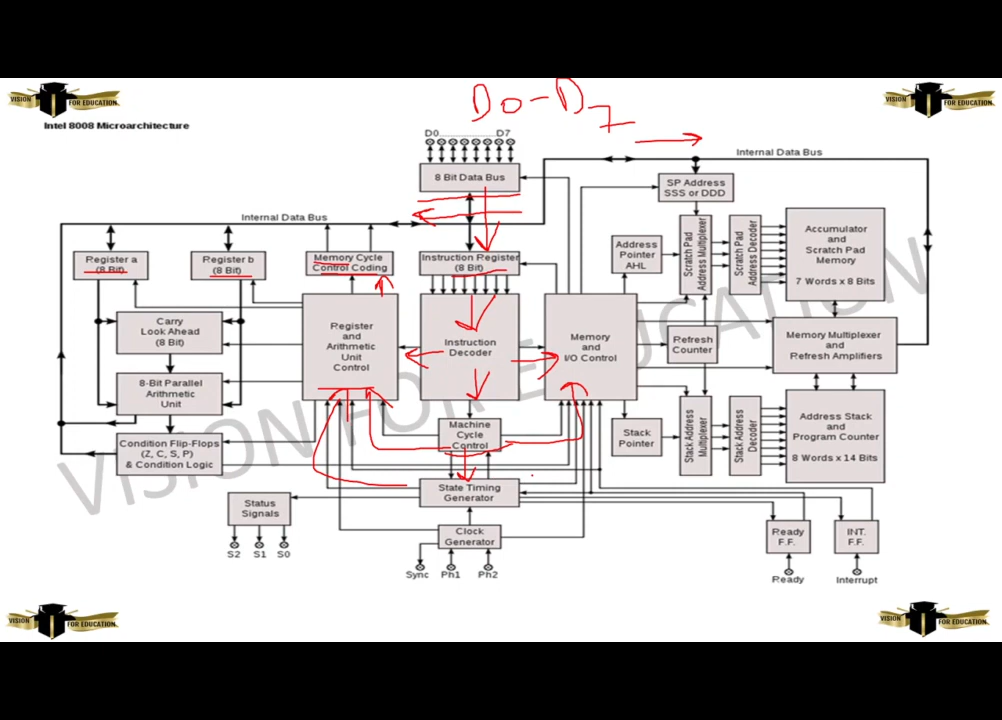 VISION
FOR EDUCATION
VISION
FOR EDUCATION
D0-D7
Intel 8008 Microarchitecture
D0
D7
8 Bit Data Bus
Internal Data Bus
SP Address
SSS or DDD
Internal Data Bus
Register a
(8 Bit)
Register b
(8 Bit)
Memory Cycle
Control Coding
Instruction Register
(8 Bit)
Address
Pointer
AHL
Scratch Pad
Address Multiplexer
Scratch Pad
Address Decoder
Accumulator
and
Scratch Pad
Memory
7 Words x 8 Bits
Carry
Look Ahead
(8 Bit)
Register
and
Arithmetic
Unit
Control
Instruction
Decoder
Memory
and
I/O Control
Refresh
Counter
Memory Multiplexer
and
Refresh Amplifiers
8-Bit Parallel
Arithmetic
Unit
Machine
Cycle
Control
Stack
Pointer
Stack Address
Multiplexer
Stack Address
Decoder
Address Stack
and
Program Counter
8 Words x 14 Bits
Condition Flip-Flops
(Z, C, S, P)
& Condition Logic
State Timing
Generator
Status
Signals
S2
S1
S0
Clock
Generator
Sync
Ph1
Ph2
Ready
F.F.
INT.
F.F.
Ready
Interrupt
VISION FOR EDUCATION
VISION
FOR EDUCATION
VISION
FOR EDUCATION